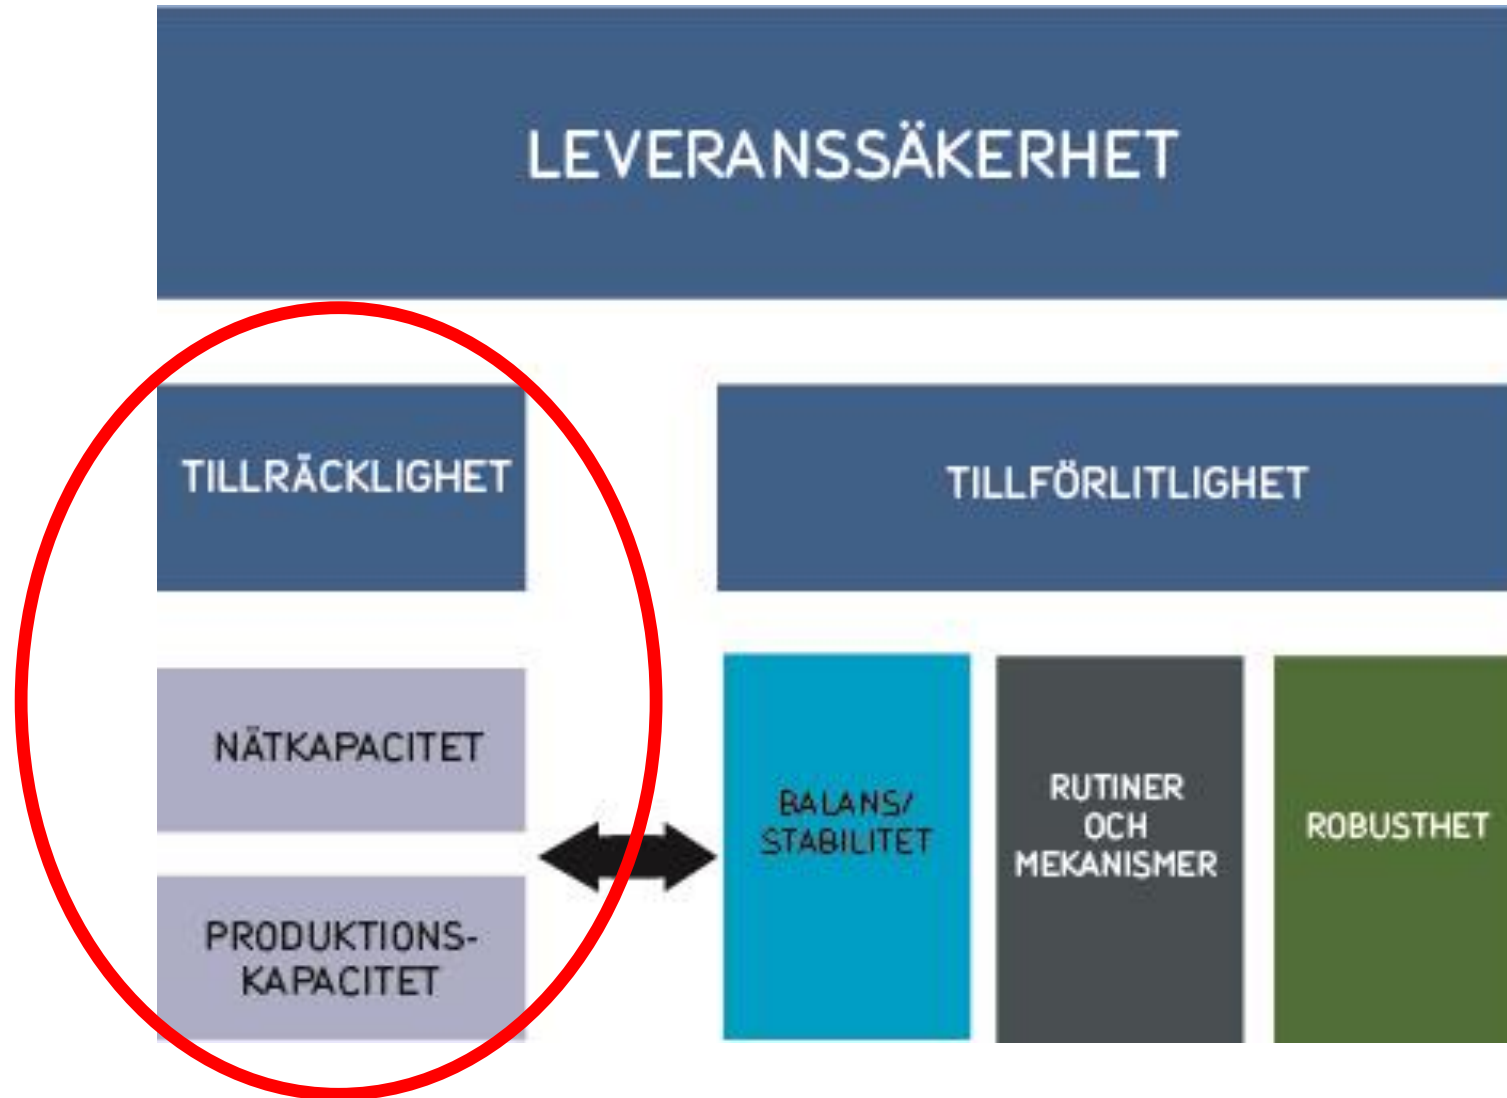 LEVERANSSÄKERHET
TILLRÄCKLIGHET
TILLFÖRLITLIGHET
NÄTKAPACITET
PRODUKTIONS-
KAPACITET
BALANS/
STABILITET
RUTINER
OCH
MEKANISMER
ROBUSTHET